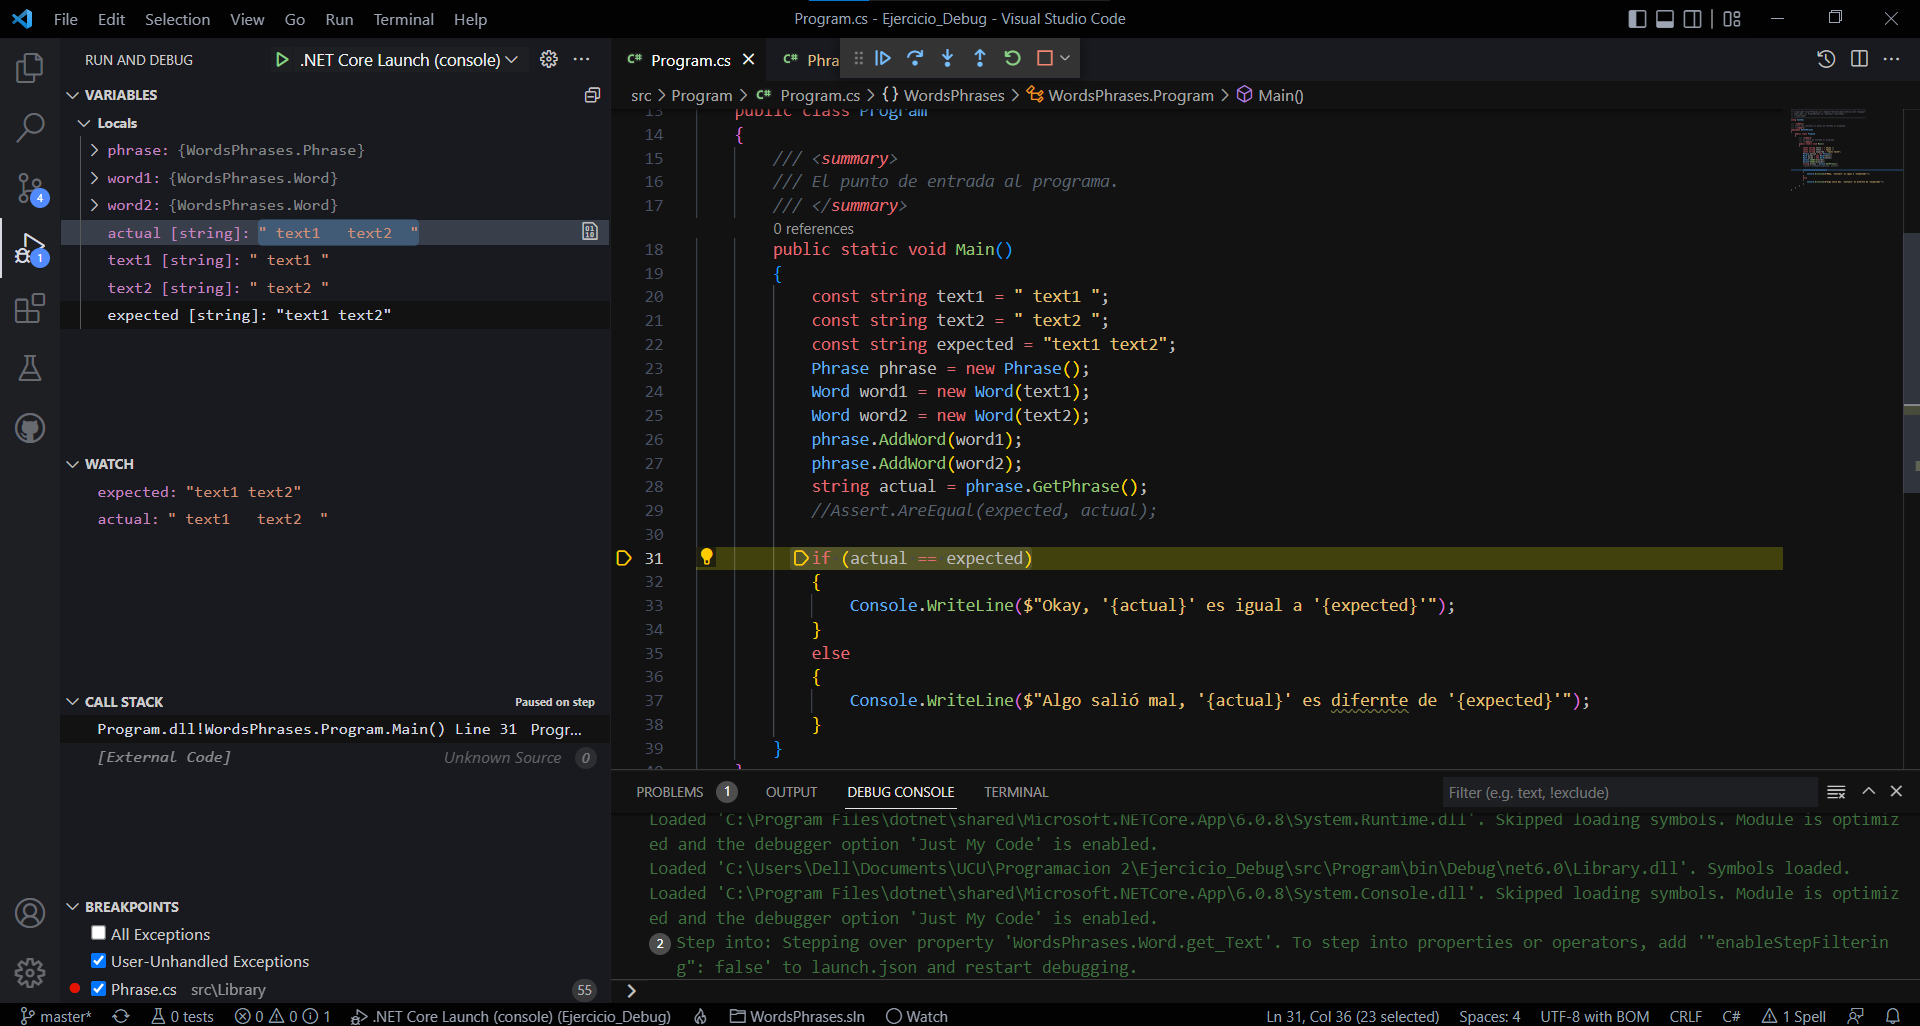 File Edit Selection View Go Run Terminal Help
Program.cs - Ejercicio_Debug - Visual Studio Code
RUN AND DEBUG
.NET Core Launch (console)
VARIABLES
Locals
phrase: {WordsPhrases.Phrase}
word1: {WordsPhrases.Word}
word2: {WordsPhrases.Word}
actual [string]: " text1   text2  "
text1 [string]: " text1 "
text2 [string]: " text2 "
expected [string]: "text1 text2"
4
1
WATCH
expected: "text1 text2"
actual: " text1   text2  "
CALL STACK
Paused on step
Program.dll!WordsPhrases.Program.Main() Line 31 Progr...
[External Code] Unknown Source 0
BREAKPOINTS
All Exceptions
User-Unhandled Exceptions
Phrase.cs src\Library 55
C# Program.cs
C# Phra
src > Program > C# Program.cs > {} WordsPhrases > WordsPhrases.Program > Main()
13 public class Program
14 {
15 /// <summary>
16 /// El punto de entrada al programa.
17 /// </summary>
0 references
18 public static void Main()
19 {
20 const string text1 = " text1 ";
21 const string text2 = " text2 ";
22 const string expected = "text1 text2";
23 Phrase phrase = new Phrase();
24 Word word1 = new Word(text1);
25 Word word2 = new Word(text2);
26 phrase.AddWord(word1);
27 phrase.AddWord(word2);
28 string actual = phrase.GetPhrase();
29 //Assert.AreEqual(expected, actual);
30
31 if (actual == expected)
32 {
33 Console.WriteLine($"Okay, '{actual}' es igual a '{expected}'");
34 }
35 else
36 {
37 Console.WriteLine($"Algo salió mal, '{actual}' es difernte de '{expected}'");
38 }
39 }
40 }
PROBLEMS 1 OUTPUT DEBUG CONSOLE TERMINAL
Filter (e.g. text, !exclude)
Loaded 'C:\Program Files\dotnet\shared\Microsoft.NETCore.App\6.0.8\System.Runtime.dll'. Skipped loading symbols. Module is optimiz
ed and the debugger option 'Just My Code' is enabled.
Loaded 'C:\Users\Dell\Documents\UCU\Programacion 2\Ejercicio_Debug\src\Program\bin\Debug\net6.0\Library.dll'. Symbols loaded.
Loaded 'C:\Program Files\dotnet\shared\Microsoft.NETCore.App\6.0.8\System.Console.dll'. Skipped loading symbols. Module is optimiz
ed and the debugger option 'Just My Code' is enabled.
2 Step into: Stepping over property 'WordsPhrases.Word.get_Text'. To step into properties or operators, add '"enableStepFilterin
g": false' to launch.json and restart debugging.
>
master* 0 tests 0 0 1 .NET Core Launch (console) (Ejercicio_Debug) WordsPhrases.sln Watch Ln 31, Col 36 (23 selected) Spaces: 4 UTF-8 with BOM CRLF C# 1 Spell